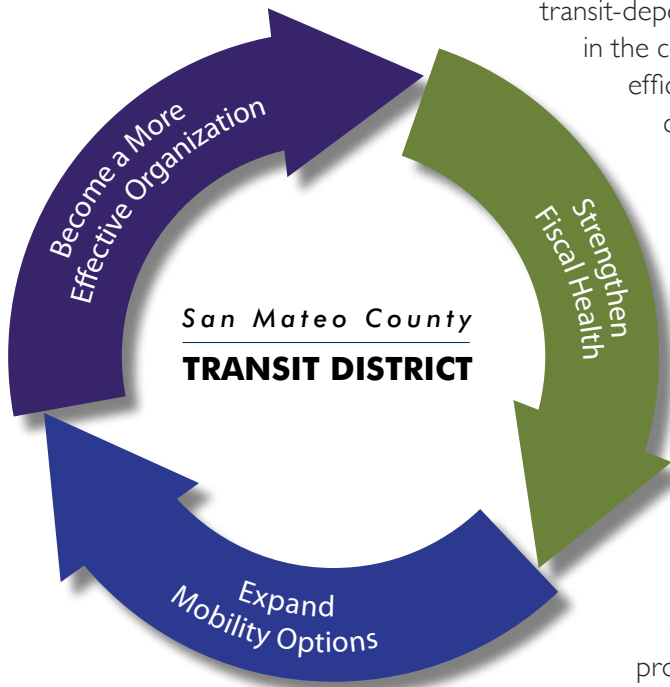 transit-dep
in the c
effic
Become a More
Effective Organization
Strengthen
Fiscal Health
San Mateo County
TRANSIT DISTRICT
Expand
Mobility Options
pro